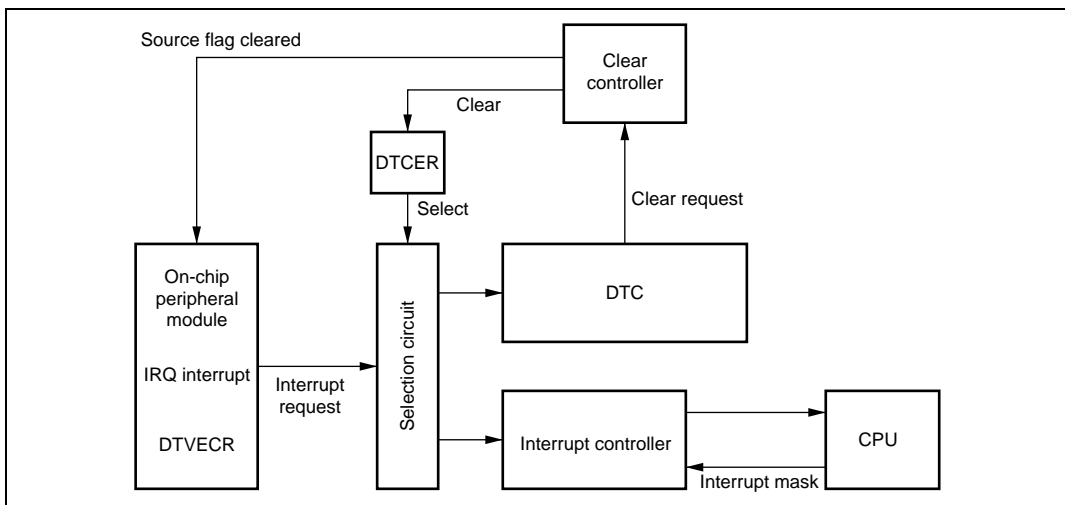 Source flag cleared
Clear
controller
Clear
DTCER
Clear request
Select
On-chip
peripheral
module
DTC
Selection circuit
IRQ interrupt
Interrupt
request
DTVECR
Interrupt controller
CPU
Interrupt mask